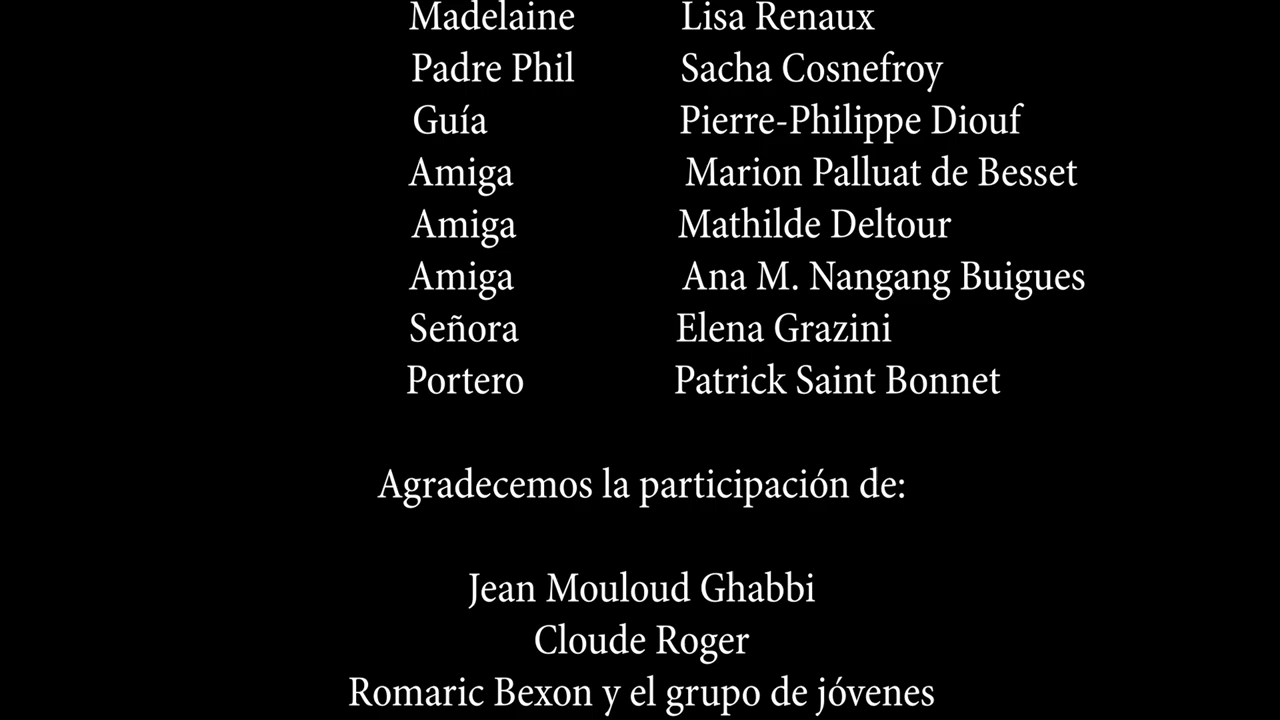 Madelaine Lisa Renaux
Padre Phil Sacha Cosnefroy
Guía Pierre-Philippe Diouf
Amiga Marion Palluat de Besset
Amiga Mathilde Deltour
Amiga Ana M. Nangang Buigues
Señora Elena Grazini
Portero Patrick Saint Bonnet
Agradecemos la participación de:
Jean Mouloud Ghabbi
Cloude Roger
Romaric Bexon y el grupo de jóvenes